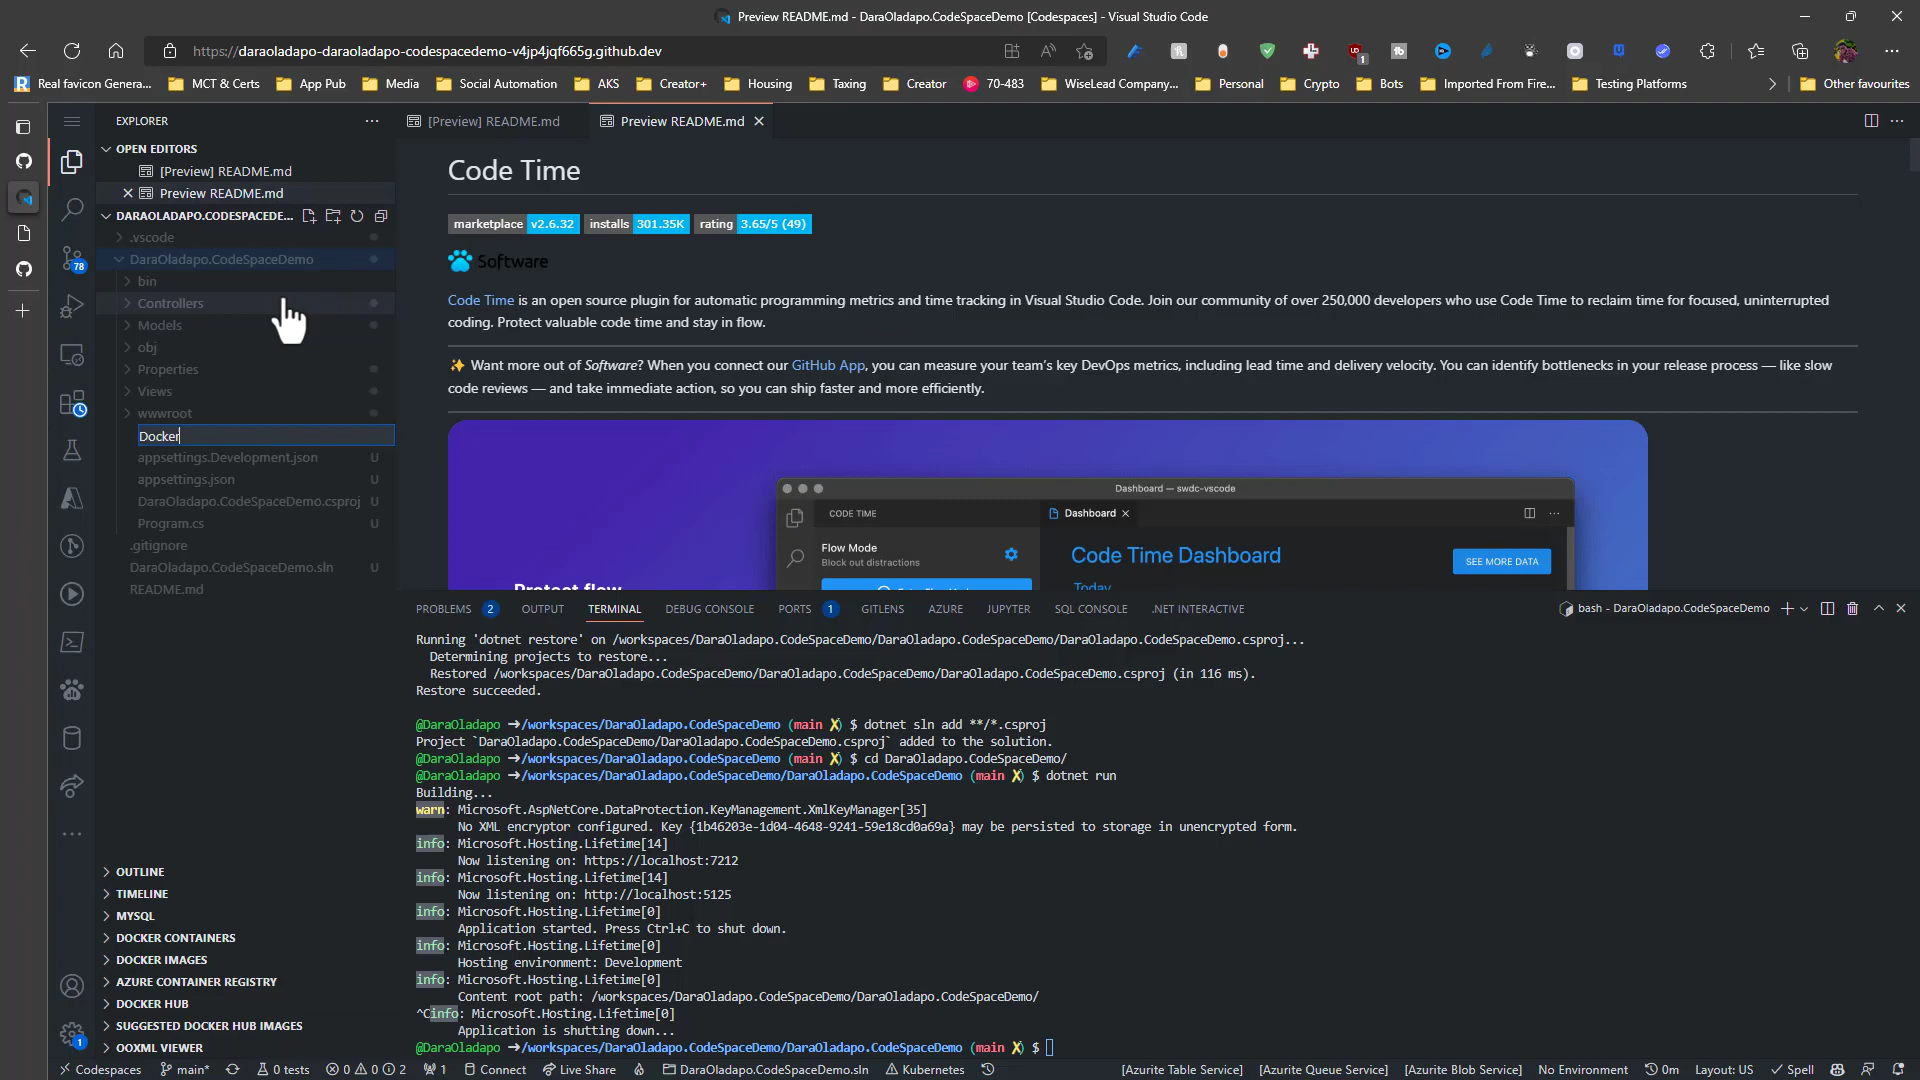 Preview README.md - DaraOladapo.CodeSpaceDemo [Codespaces] - Visual Studio Code
https://daraoladapo-daraoladapo-codespacedemo-v4jp4jqf665g.github.dev
1
Real favicon Genera...
MCT & Certs
App Pub
Media
Social Automation
AKS
Creator+
Housing
Taxing
Creator
70-483
WiseLead Company,...
Personal
Crypto
Bots
Imported From Fire...
Testing Platforms
Other favourites
EXPLORER
[Preview] README.md
Preview README.md
OPEN EDITORS
[Preview] README.md
Preview README.md
DARAOLADAPO.CODESPACEDE...
.vscode
DaraOladapo.CodeSpaceDemo
bin
Controllers
Models
obj
Properties
Views
wwwroot
Docker
appsettings.Development.json U
appsettings.json U
DaraOladapo.CodeSpaceDemo.csproj U
Program.cs U
.gitignore
DaraOladapo.CodeSpaceDemo.sln U
README.md
78
OUTLINE
TIMELINE
MYSQL
DOCKER CONTAINERS
DOCKER IMAGES
AZURE CONTAINER REGISTRY
DOCKER HUB
SUGGESTED DOCKER HUB IMAGES
OOXML VIEWER
1
Code Time
marketplace v2.6.32 installs 301.35K rating 3.65/5 (49)
Software
Code Time is an open source plugin for automatic programming metrics and time tracking in Visual Studio Code. Join our community of over 250,000 developers who use Code Time to reclaim time for focused, uninterrupted
coding. Protect valuable code time and stay in flow.
✨ Want more out of Software? When you connect our GitHub App, you can measure your team's key DevOps metrics, including lead time and delivery velocity. You can identify bottlenecks in your release process — like slow
code reviews — and take immediate action, so you can ship faster and more efficiently.
Dashboard — swdc-vscode
CODE TIME
Dashboard
Flow Mode
Block out distractions
Code Time Dashboard
SEE MORE DATA
Protect flow
Today
PROBLEMS 2 OUTPUT TERMINAL DEBUG CONSOLE PORTS 1 GITLENS AZURE JUPYTER SQL CONSOLE .NET INTERACTIVE
bash - DaraOladapo.CodeSpaceDemo
Running 'dotnet restore' on /workspaces/DaraOladapo.CodeSpaceDemo/DaraOladapo.CodeSpaceDemo/DaraOladapo.CodeSpaceDemo.csproj...
Determining projects to restore...
Restored /workspaces/DaraOladapo.CodeSpaceDemo/DaraOladapo.CodeSpaceDemo/DaraOladapo.CodeSpaceDemo.csproj (in 116 ms).
Restore succeeded.
@DaraOladapo ➜/workspaces/DaraOladapo.CodeSpaceDemo (main ✗) $ dotnet sln add **/*.csproj
Project `DaraOladapo.CodeSpaceDemo/DaraOladapo.CodeSpaceDemo.csproj` added to the solution.
@DaraOladapo ➜/workspaces/DaraOladapo.CodeSpaceDemo (main ✗) $ cd DaraOladapo.CodeSpaceDemo/
@DaraOladapo ➜/workspaces/DaraOladapo.CodeSpaceDemo/DaraOladapo.CodeSpaceDemo (main ✗) $ dotnet run
Building...
warn: Microsoft.AspNetCore.DataProtection.KeyManagement.XmlKeyManager[35]
No XML encryptor configured. Key {1b46203e-1d04-4648-9241-59e18cd0a69a} may be persisted to storage in unencrypted form.
info: Microsoft.Hosting.Lifetime[14]
Now listening on: https://localhost:7212
info: Microsoft.Hosting.Lifetime[14]
Now listening on: http://localhost:5125
info: Microsoft.Hosting.Lifetime[0]
Application started. Press Ctrl+C to shut down.
info: Microsoft.Hosting.Lifetime[0]
Hosting environment: Development
info: Microsoft.Hosting.Lifetime[0]
Content root path: /workspaces/DaraOladapo.CodeSpaceDemo/DaraOladapo.CodeSpaceDemo/
^Cinfo: Microsoft.Hosting.Lifetime[0]
Application is shutting down...
@DaraOladapo ➜/workspaces/DaraOladapo.CodeSpaceDemo/DaraOladapo.CodeSpaceDemo (main ✗) $
Codespaces main* 0 tests 0 0 2 1 Connect Live Share DaraOladapo.CodeSpaceDemo.sln Kubernetes [Azurite Table Service] [Azurite Queue Service] [Azurite Blob Service] No Environment 0m Layout: US Spell